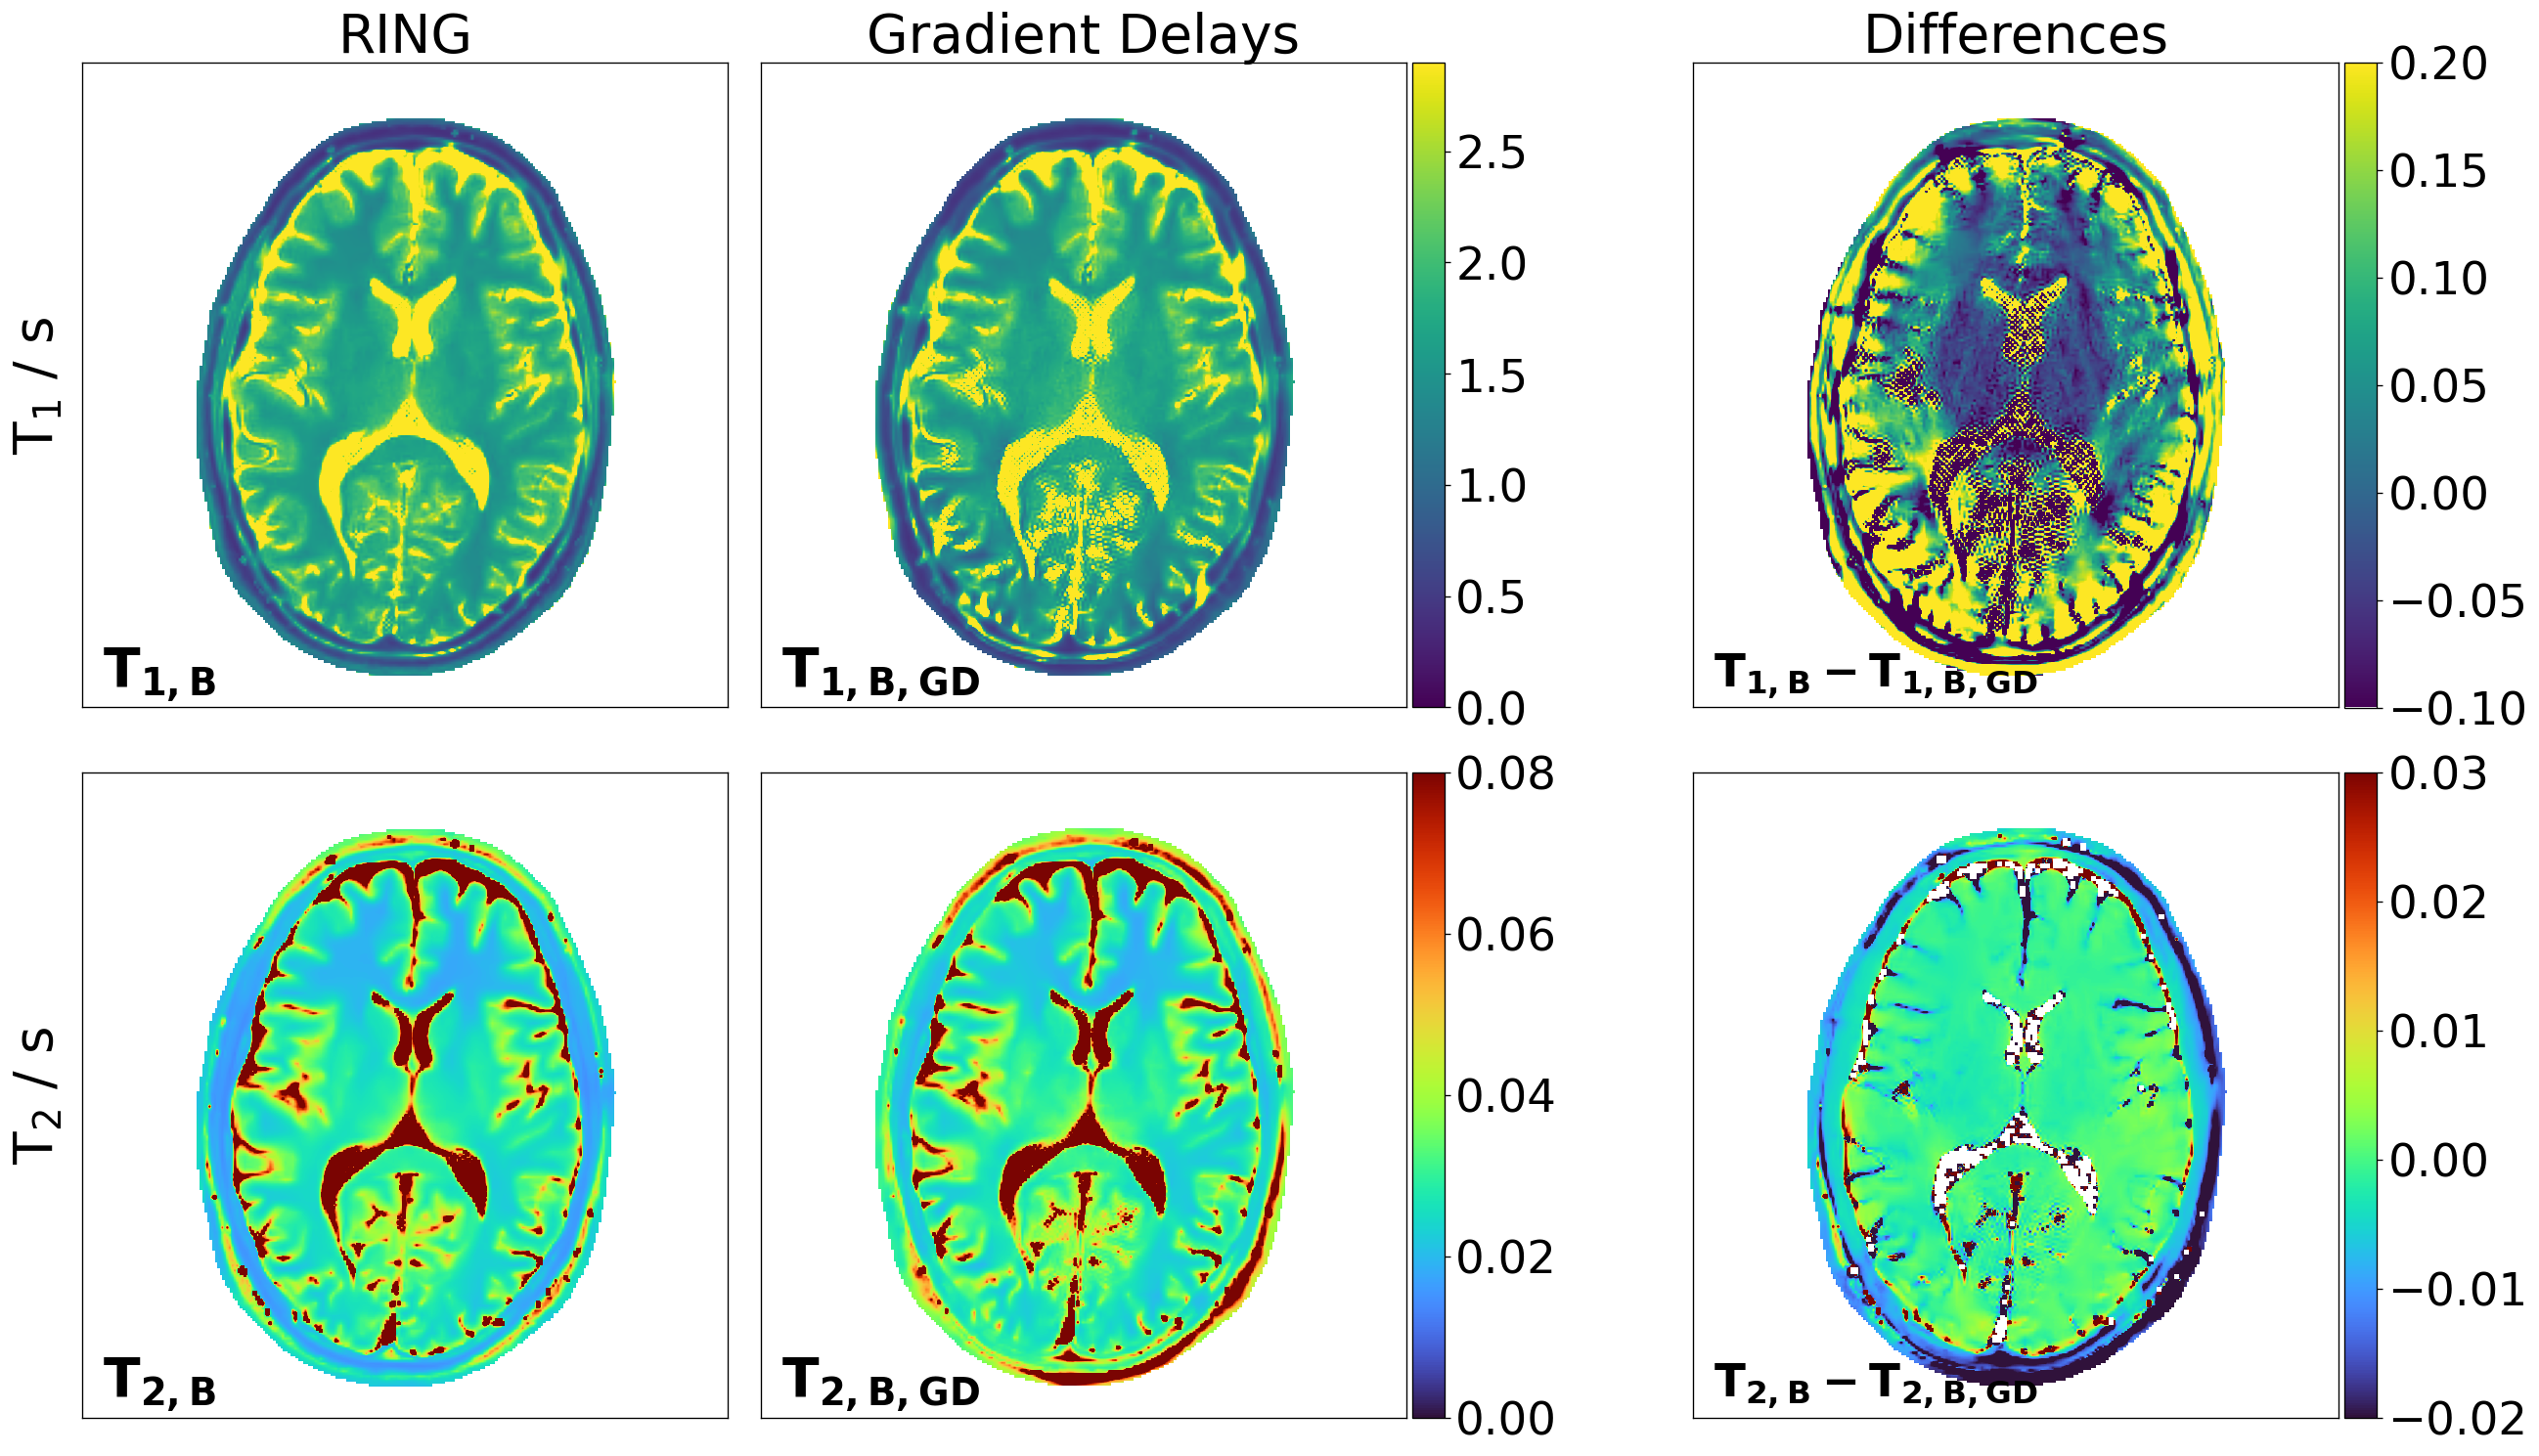 RING
Gradient Delays
Differences
T1 / s
T1, B
T1, B, GD
2.5
2.0
1.5
1.0
0.5
0.0
T1, B − T1, B, GD
0.20
0.15
0.10
0.05
0.00
−0.05
−0.10
T2 / s
T2, B
T2, B, GD
0.08
0.06
0.04
0.02
0.00
T2, B − T2, B, GD
0.03
0.02
0.01
0.00
−0.01
−0.02